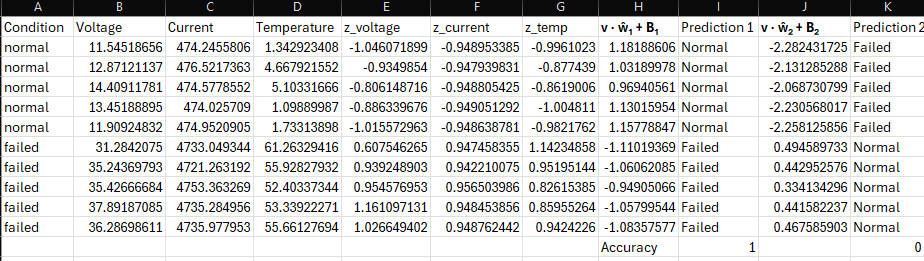 A B C D E F G H I J K
Condition Voltage Current Temperature z_voltage z_current z_temp v · ŵ₁ + B₁ Prediction 1 v · ŵ₂ + B₂ Prediction 2
normal 11.54518656 474.2455806 1.342923408 -1.046071899 -0.948953385 -0.9961023 1.18188606 Normal -2.282431725 Failed
normal 12.87121137 476.5217363 4.667921552 -0.9349854 -0.947939831 -0.877439 1.03189978 Normal -2.131285288 Failed
normal 14.40911781 474.5778552 5.10331666 -0.806148716 -0.948805425 -0.8619006 0.96940561 Normal -2.068730799 Failed
normal 13.45188895 474.025709 1.09889987 -0.886339676 -0.949051292 -1.004811 1.13015954 Normal -2.230568017 Failed
normal 11.90924832 474.9520905 1.73313898 -1.015572963 -0.948638781 -0.9821762 1.15778847 Normal -2.258125856 Failed
failed 31.2842075 4733.049344 61.26329416 0.607546265 0.947458355 1.14234858 -1.11019369 Failed 0.494589733 Normal
failed 35.24369793 4721.263192 55.92827932 0.939248903 0.942210075 0.95195144 -1.06062085 Failed 0.442952576 Normal
failed 35.42666684 4753.363269 52.40337344 0.954576953 0.956503986 0.82615385 -0.94905066 Failed 0.334134296 Normal
failed 37.89187085 4735.284956 53.33922271 1.161097131 0.948453856 0.85955264 -1.05799544 Failed 0.441582237 Normal
failed 36.28698611 4735.977953 55.66127694 1.026649402 0.948762442 0.9424226 -1.08357577 Failed 0.467585903 Normal
Accuracy 1 0